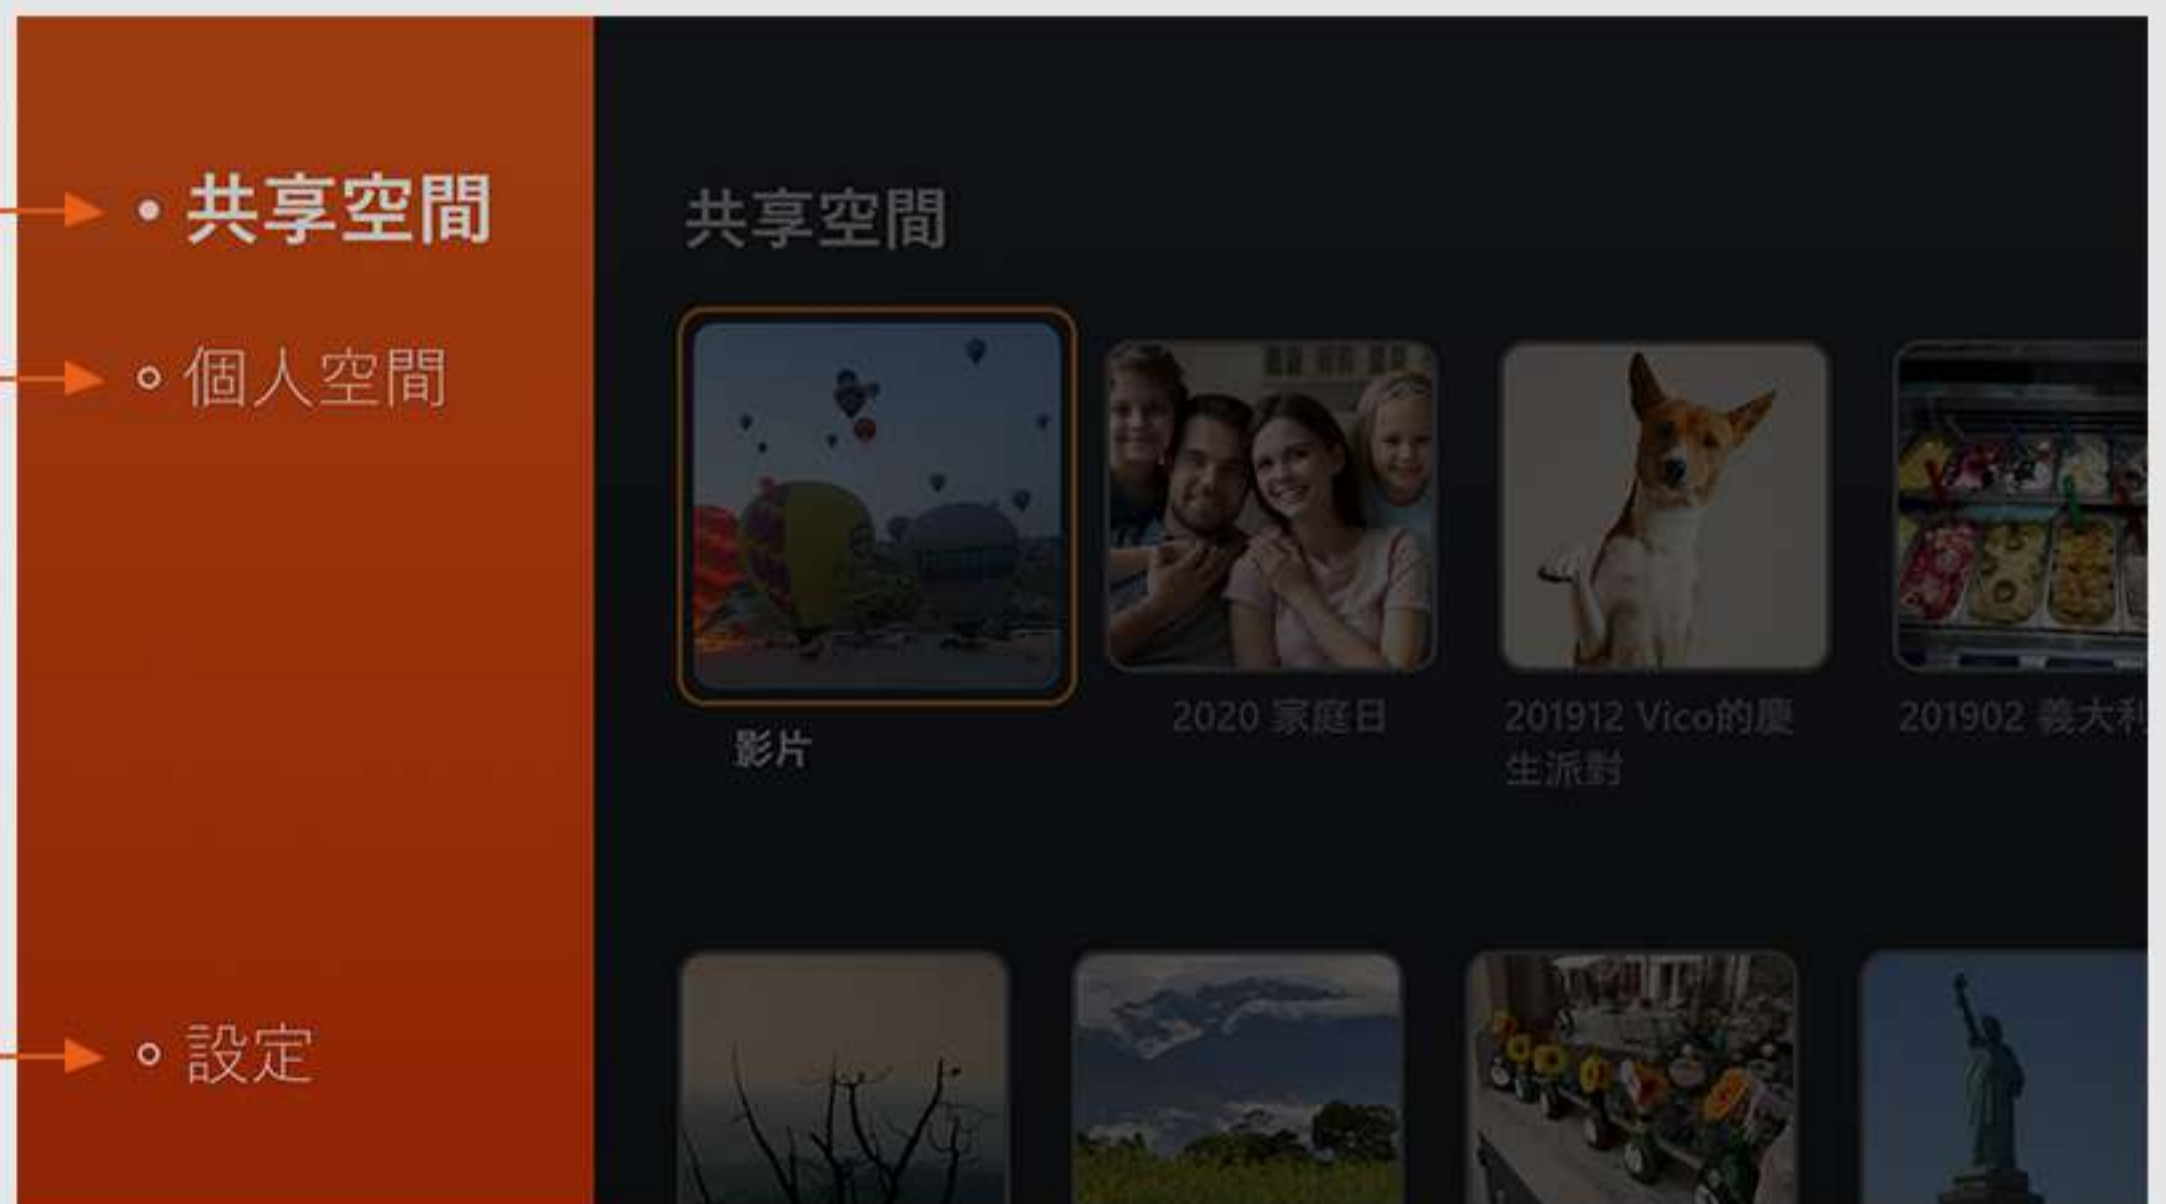 共享空間
個人空間
設定
共享空間
影片
2020 家庭日
201912 Vico的慶
生派對
201902 義大利